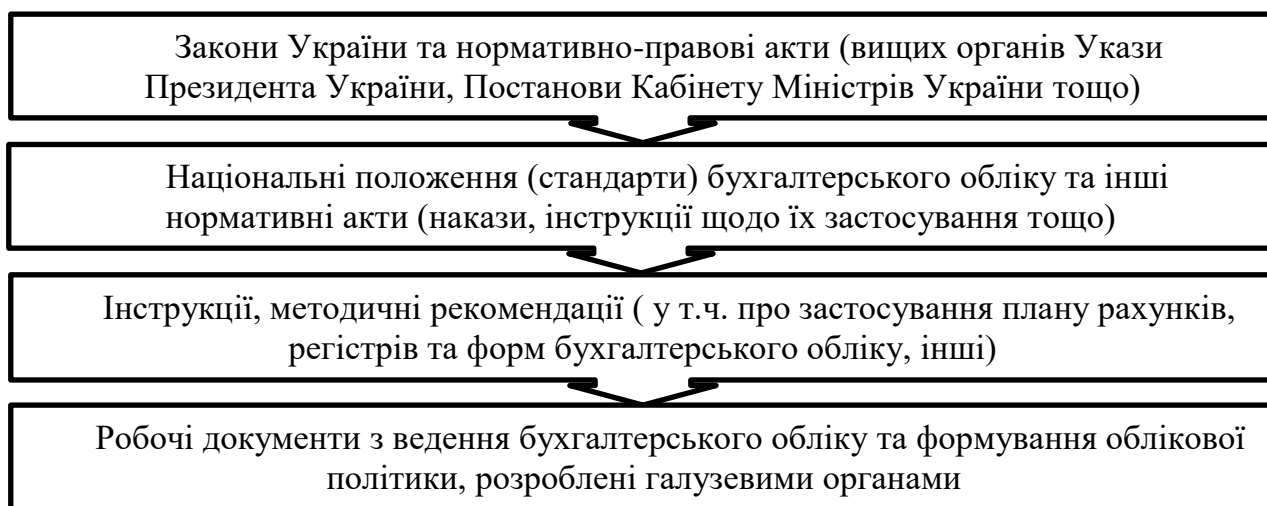 Закони України та нормативно-правові акти (вищих органів Укази
Президента України, Постанови Кабінету Міністрів України тощо)
Національні положення (стандарти) бухгалтерського обліку та інші
нормативні акти (накази, інструкції щодо їх застосування тощо)
Інструкції, методичні рекомендації ( у т.ч. про застосування плану рахунків,
регістрів та форм бухгалтерського обліку, інші)
Робочі документи з ведення бухгалтерського обліку та формування облікової
політики, розроблені галузевими органами